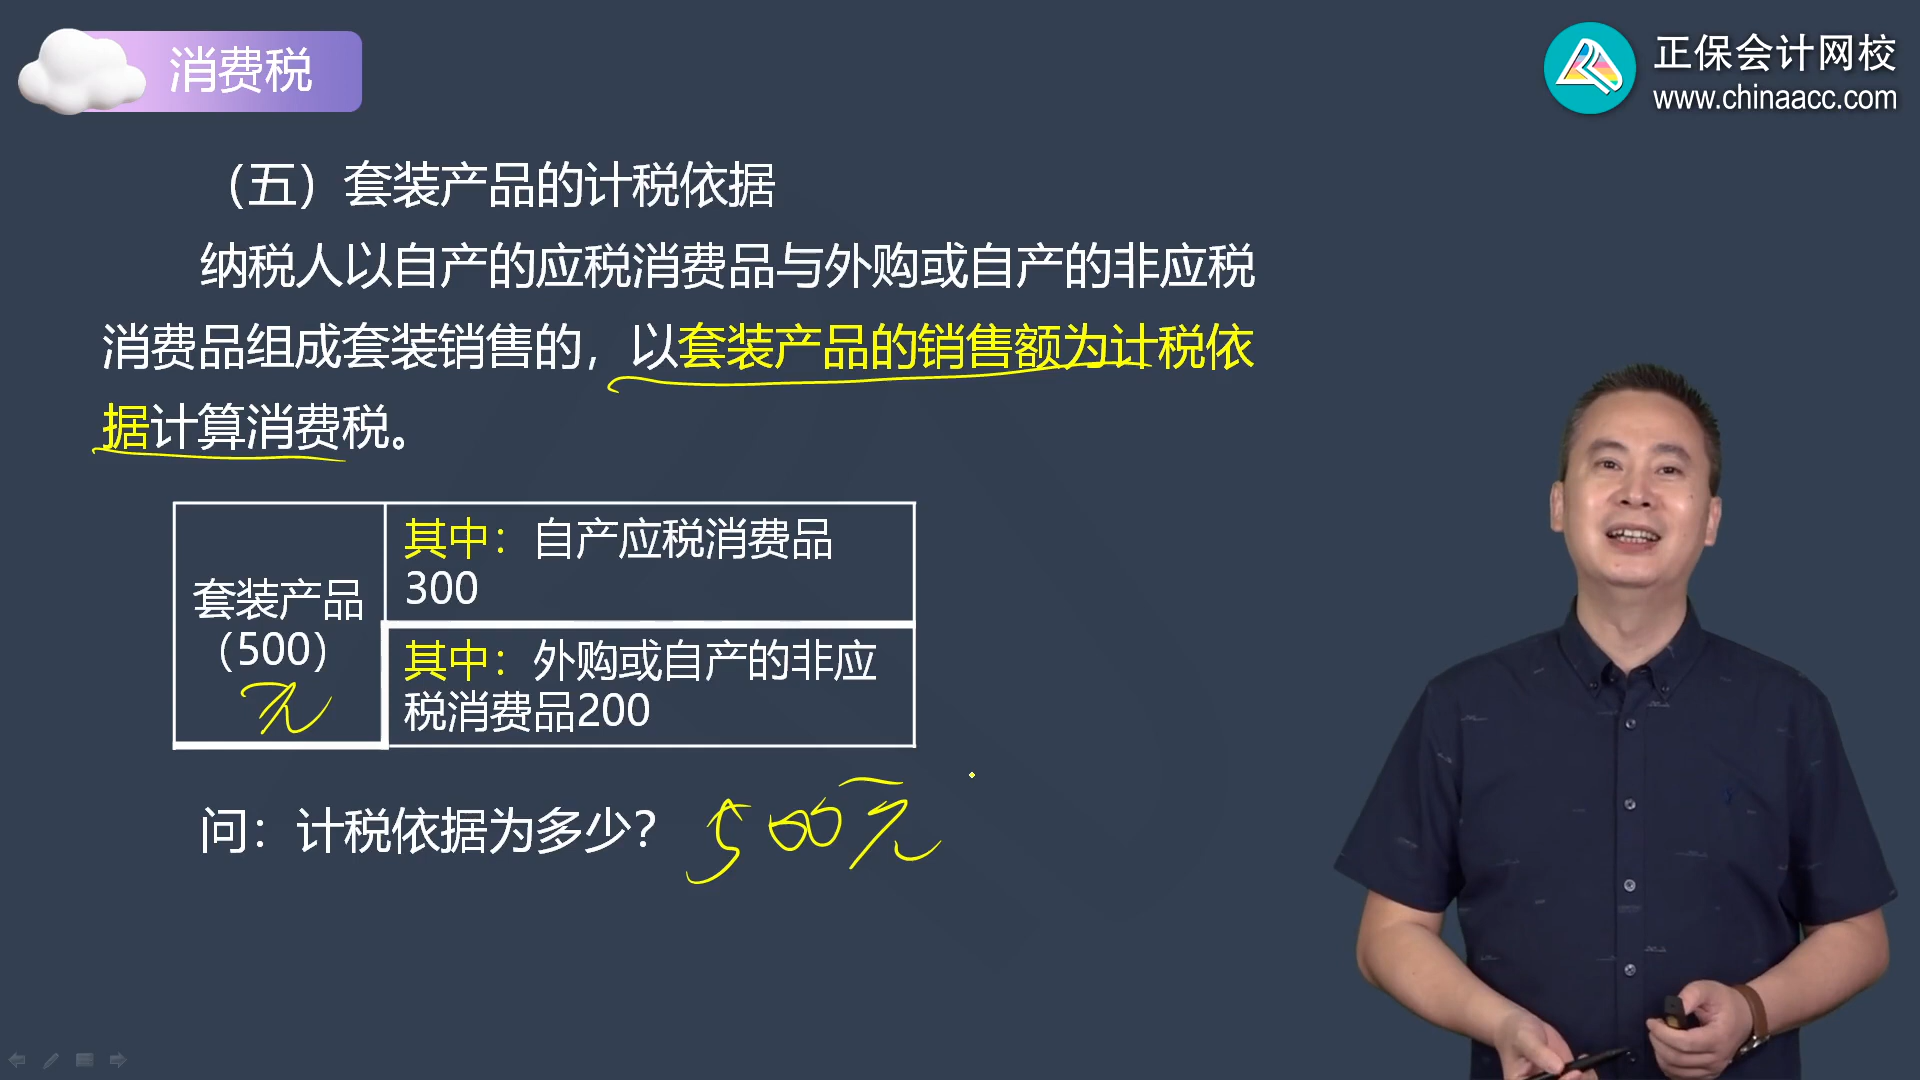 消费税
正保会计网校
www.chinaacc.com
（五）套装产品的计税依据
纳税人以自产的应税消费品与外购或自产的非应税
消费品组成套装销售的，以套装产品的销售额为计税依
据计算消费税。
套装产品
（500）
元
其中：自产应税消费品
300
其中：外购或自产的非应
税消费品200
问：计税依据为多少？ 500元